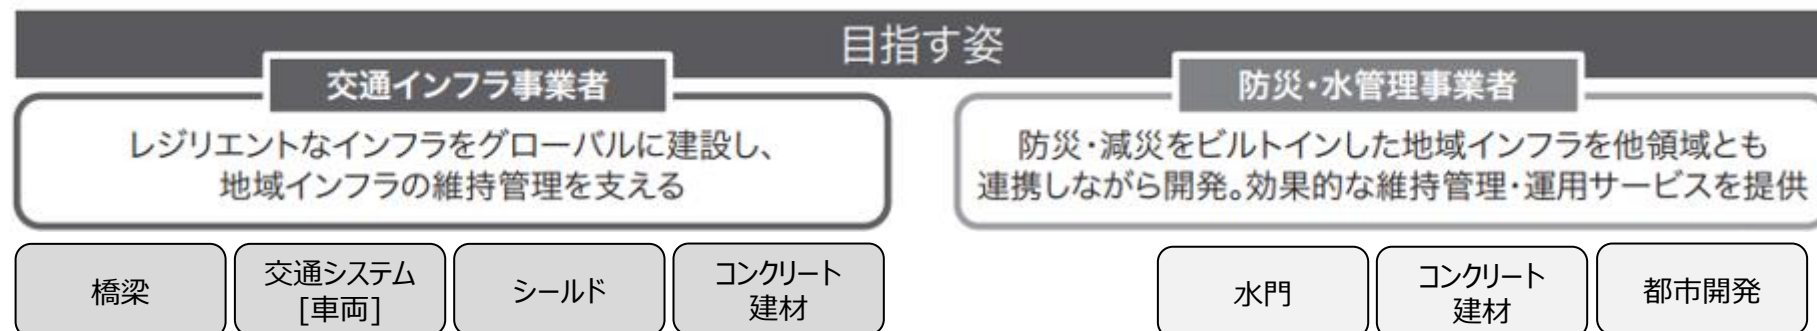 目指す姿
交通インフラ事業者
レジリエントなインフラをグローバルに建設し、
地域インフラの維持管理を支える
橋梁
交通システム
[車両]
シールド
コンクリート
建材
防災・水管理事業者
防災・減災をビルトインした地域インフラを他領域とも
連携しながら開発。効果的な維持管理・運用サービスを提供
水門
コンクリート
建材
都市開発